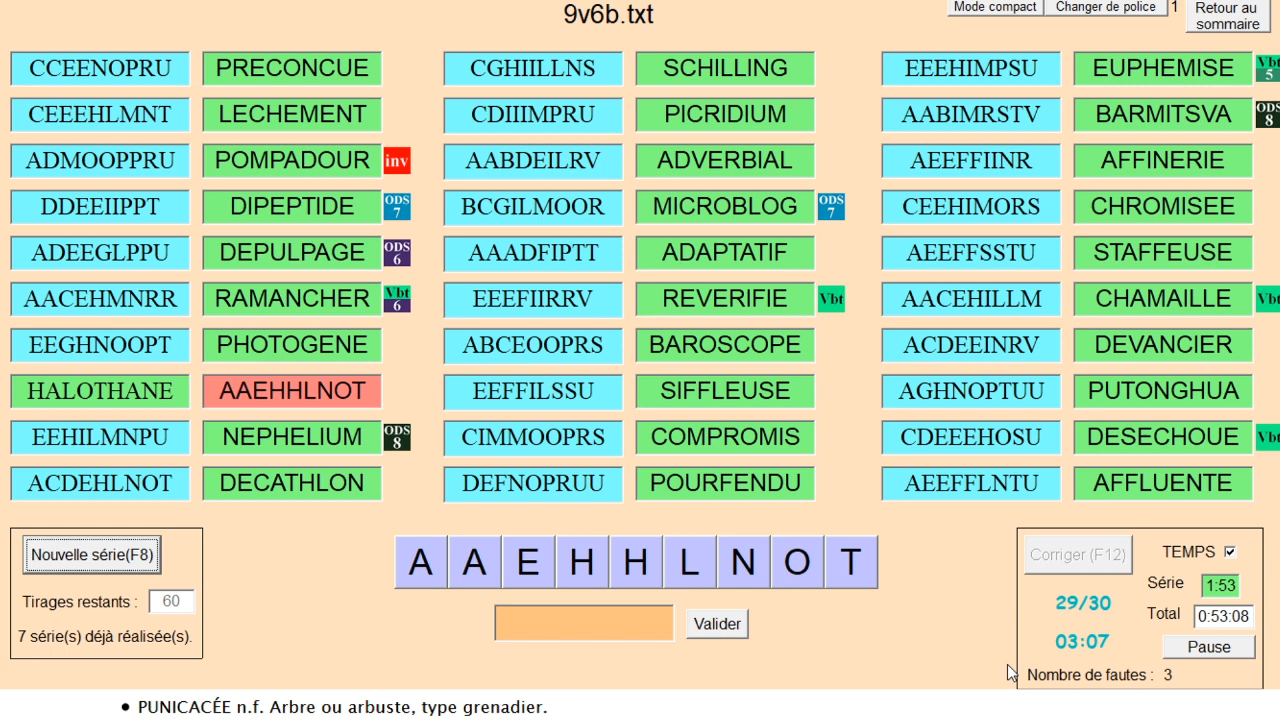 9v6b.txt
Mode compact Changer de police 1 Retour au sommaire
CCEENOPRU PRECONCUE CGHIILLNS SCHILLING EEEHIMPSU EUPHEMISE Vbt 5
CEEEHLMNT LECHEMENT CDIIIMPRU PICRIDIUM AABIMRSTV BARMITSVA ODS 8
ADMOOPPRU POMPADOUR inv AABDEILRV ADVERBIAL AEEFFIINR AFFINERIE
DDEEIIPPT DIPEPTIDE ODS 7 BCGILMOOR MICROBLOG ODS 7 CEEHIMORS CHROMISEE
ADEEGLPPU DEPULPAGE ODS 6 AAADFIPTT ADAPTATIF AEEFFSSTU STAFFEUSE
AACEHMNRR RAMANCHER Vbt 6 EEEFIIRRV REVERIFIE Vbt AACEHILLM CHAMAILLE Vbt
EEGHNOOPT PHOTOGENE ABCEOOPRS BAROSCOPE ACDEEINRV DEVANCIER
HALOTHANE AAEHHLNOT EEFFILSSU SIFFLEUSE AGHNOPTUU PUTONGHUA
EEHILMNPU NEPHELIUM ODS 8 CIMMOOPRS COMPROMIS CDEEEHOSU DESECHOUE Vbt
ACDEHLNOT DECATHLON DEFNOPRUU POURFENDU AEEFFLNTU AFFLUENTE
Nouvelle série(F8)
Tirages restants : 60
7 série(s) déjà réalisée(s).
A A E H H L N O T
Valider
Corriger (F12) TEMPS
Série 1:53
29/30
Total 0:53:08
03:07
Pause
Nombre de fautes : 3
• PUNICACÉE n.f. Arbre ou arbuste, type grenadier.